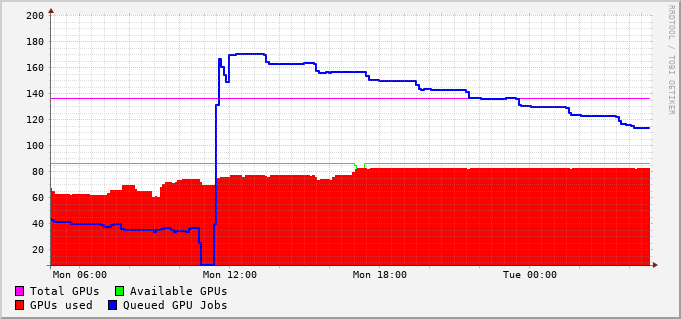 200
180
160
140
120
100
80
60
40
20
Mon 06:00 Mon 12:00 Mon 18:00 Tue 00:00
Total GPUs Available GPUs
GPUs used Queued GPU Jobs
RRDTOOL / TOBI OETIKER